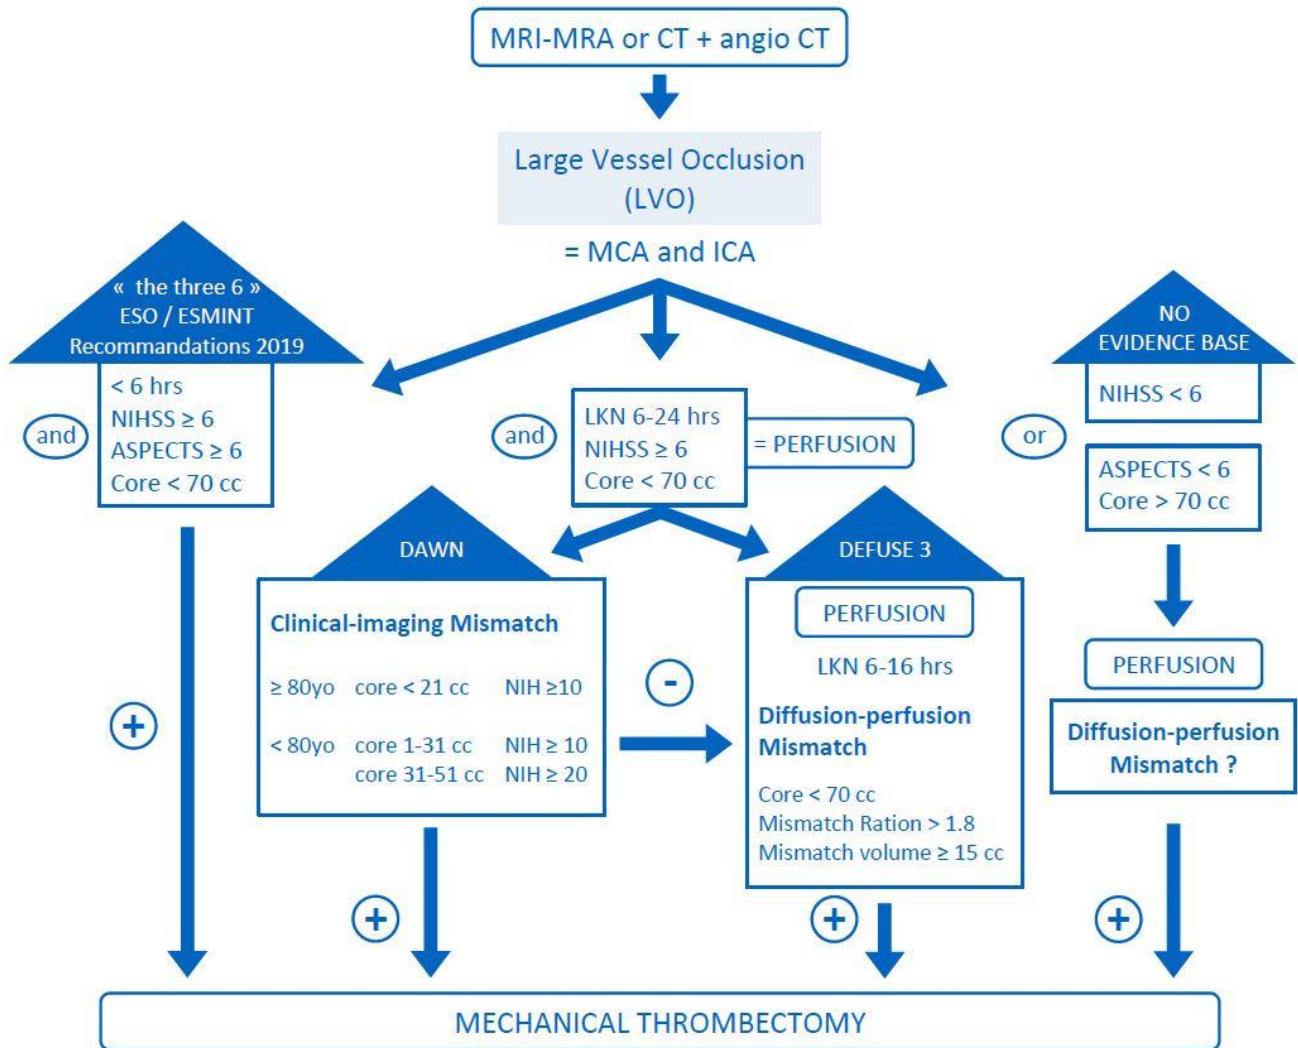 MRI-MRA or CT + angio CT
Large Vessel Occlusion
(LVO)
= MCA and ICA
« the three 6 »
ESO / ESMINT
Recommandations 2019
and
< 6 hrs
NIHSS ≥ 6
ASPECTS ≥ 6
Core < 70 cc
and
LKN 6-24 hrs
NIHSS ≥ 6
Core < 70 cc
= PERFUSION
NO
EVIDENCE BASE
or
NIHSS < 6
ASPECTS < 6
Core > 70 cc
DAWN
Clinical-imaging Mismatch
≥ 80yo core < 21 cc NIH ≥10
< 80yo core 1-31 cc NIH ≥ 10
core 31-51 cc NIH ≥ 20
-
DEFUSE 3
PERFUSION
LKN 6-16 hrs
Diffusion-perfusion
Mismatch
Core < 70 cc
Mismatch Ration > 1.8
Mismatch volume ≥ 15 cc
PERFUSION
Diffusion-perfusion
Mismatch ?
+
+
+
+
MECHANICAL THROMBECTOMY